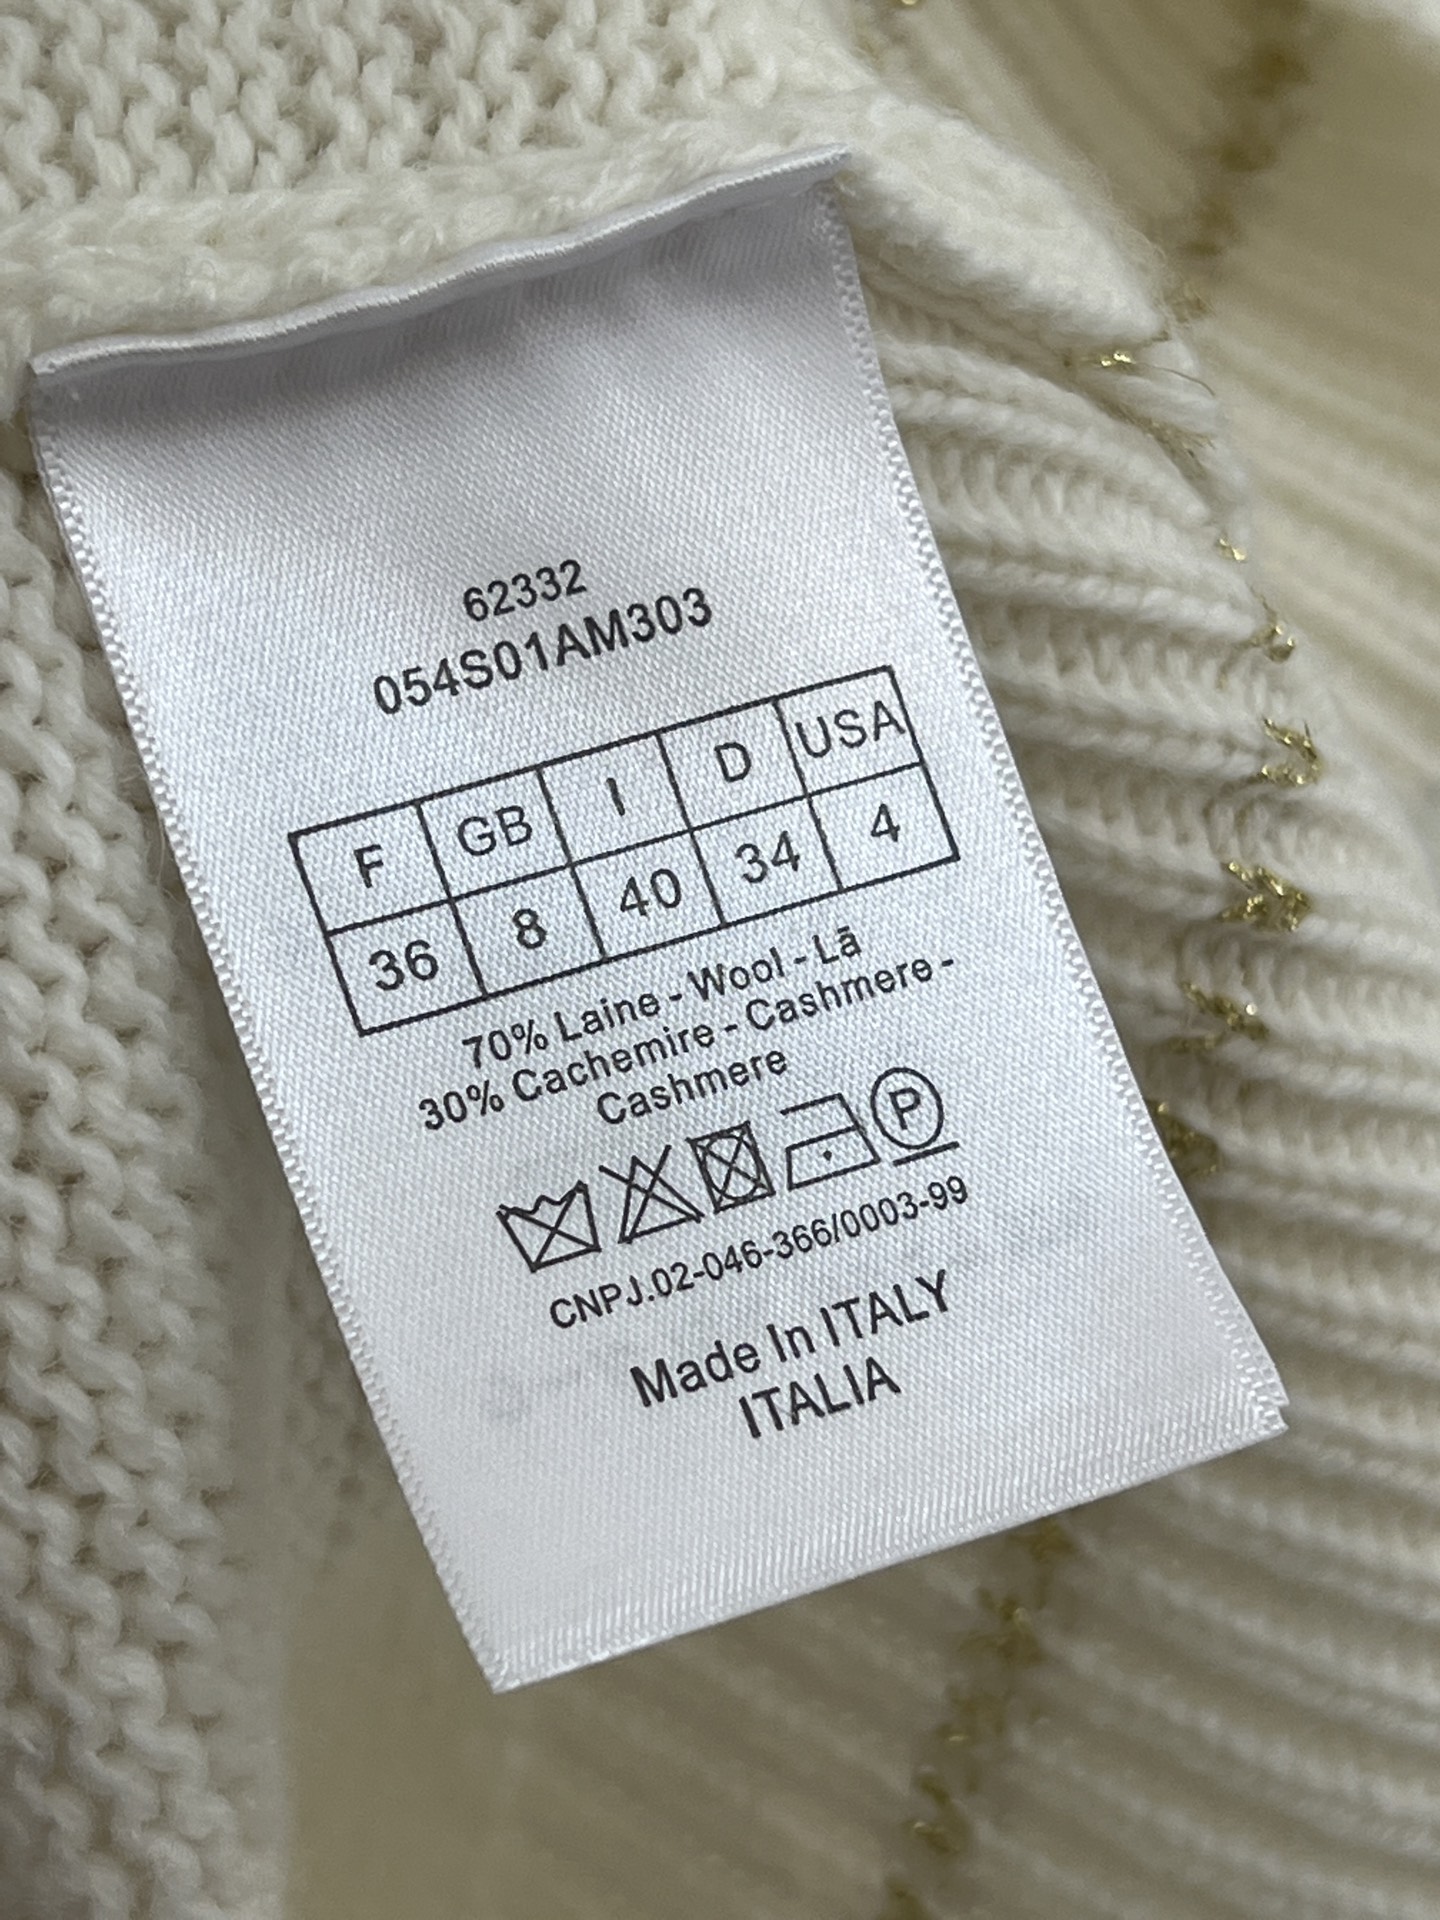 62332
054S01AM303
F GB I D USA
36 8 40 34 4
70% Laine - Wool - Lã
30% Cachemire - Cashmere -
Cashmere
P
CNPJ.02-046-366/0003-99
Made In ITALY
ITALIA